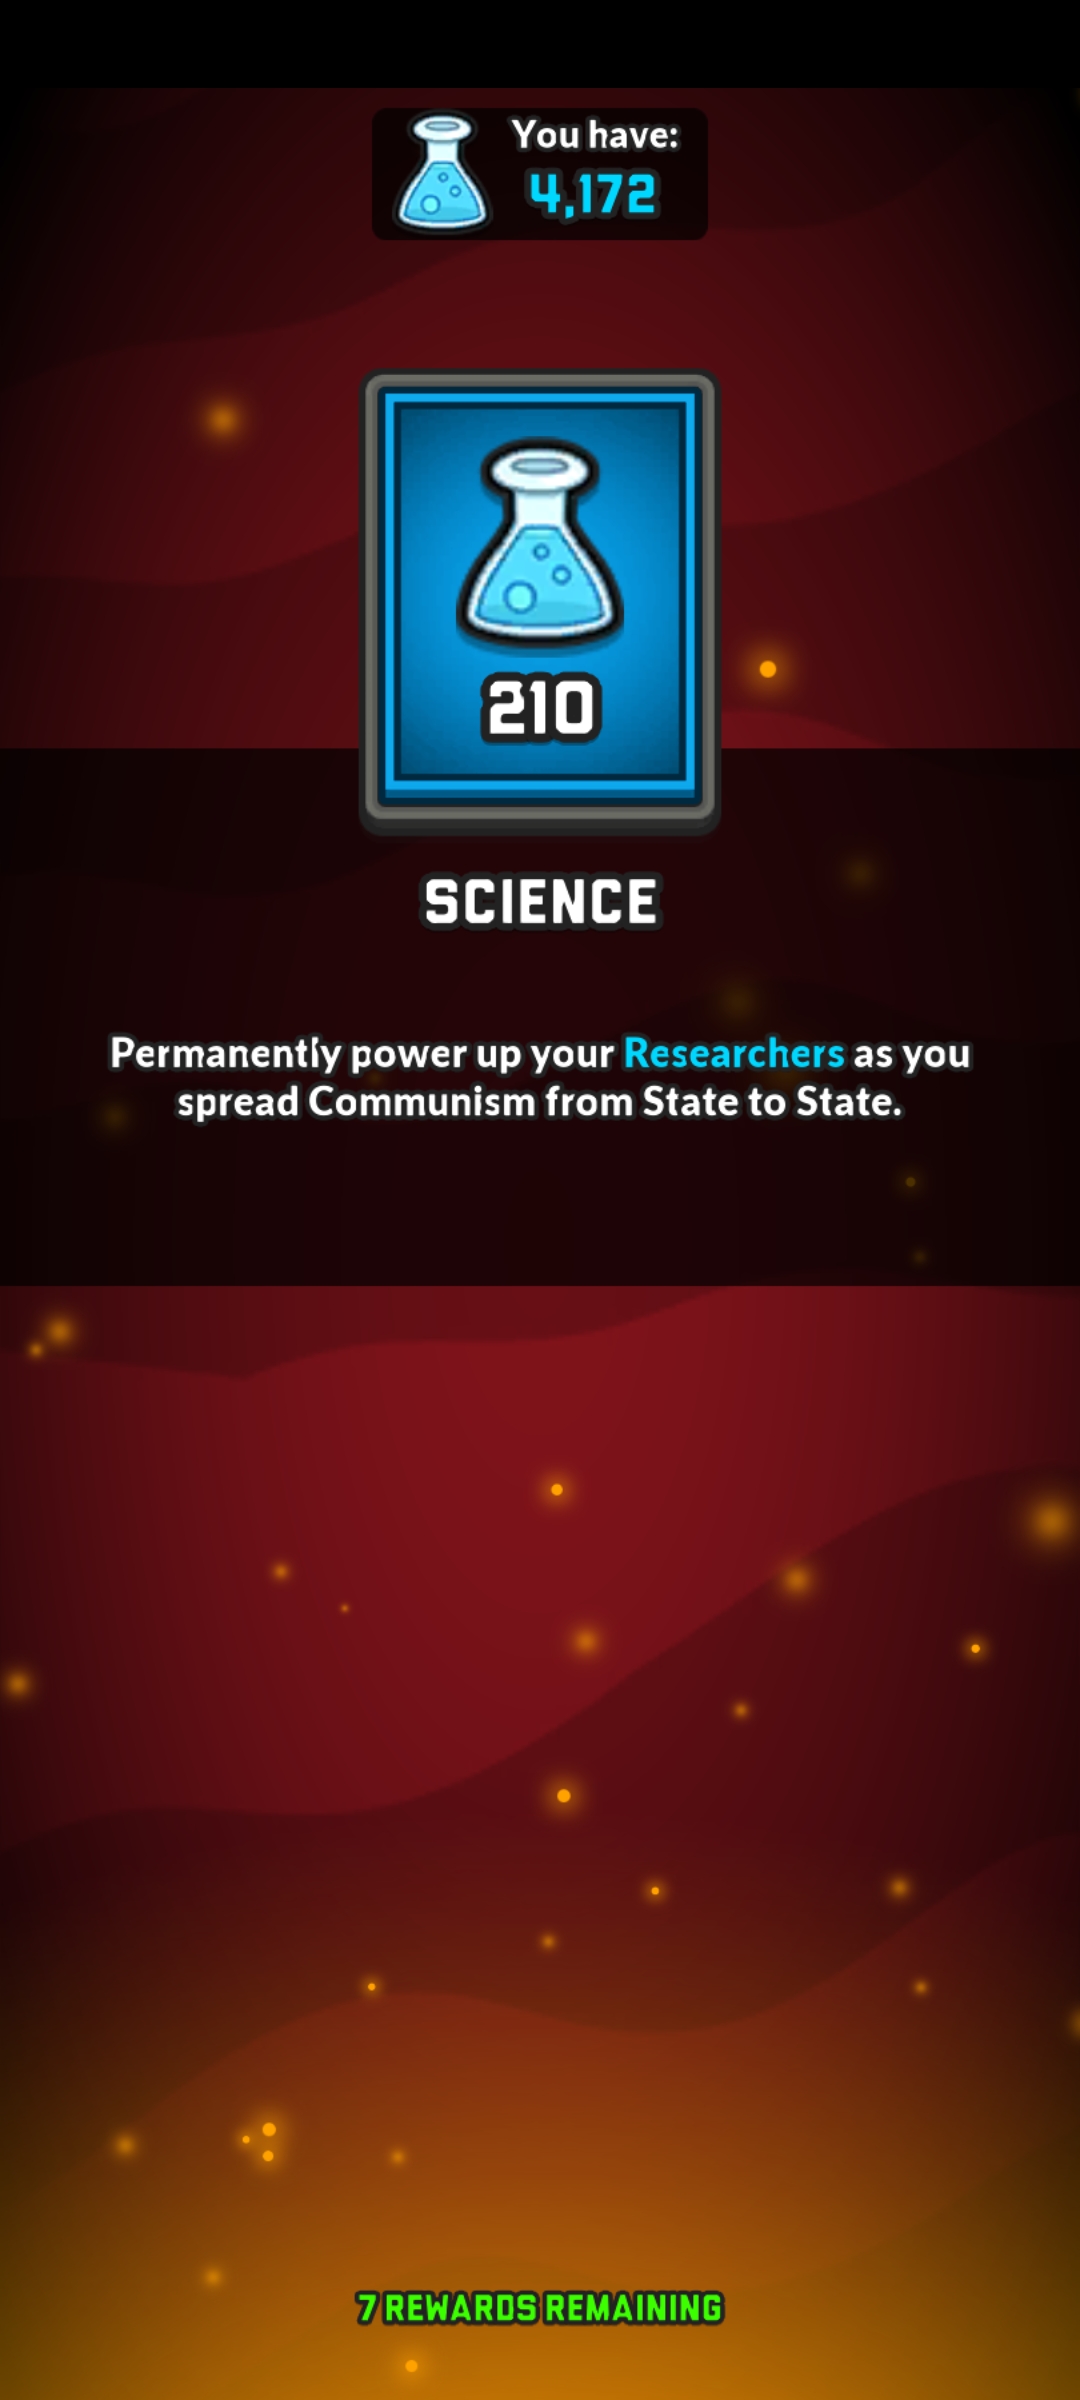 You have:
4,172
210
SCIENCE
Permanently power up your Researchers as you
spread Communism from State to State.
7 REWARDS REMAINING